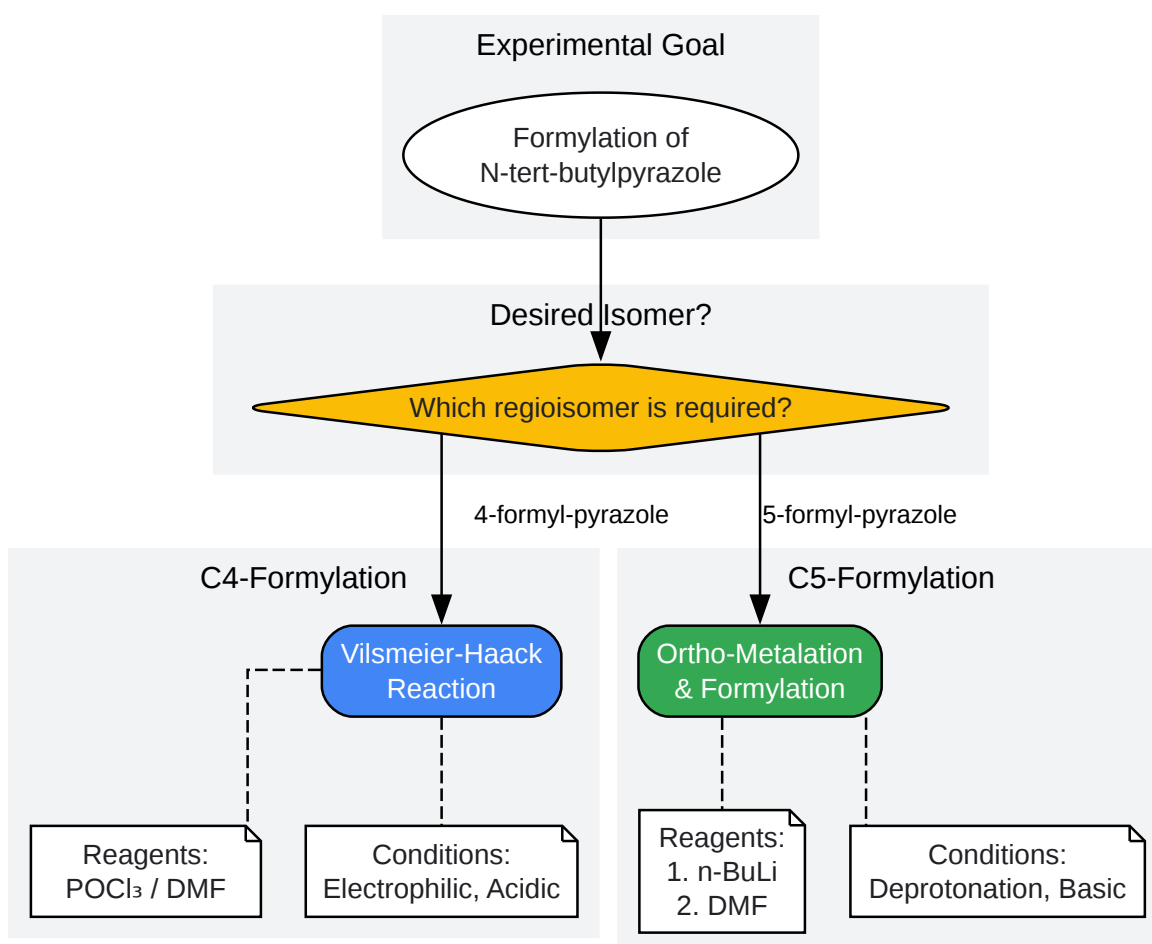 Experimental Goal
Formylation of
N-tert-butylpyrazole
Desired Isomer?
Which regioisomer is required?
4-formyl-pyrazole
5-formyl-pyrazole
C4-Formylation
Vilsmeier-Haack
Reaction
Reagents:
POCl₃ / DMF
Conditions:
Electrophilic, Acidic
C5-Formylation
Ortho-Metalation
& Formylation
Reagents:
1. n-BuLi
2. DMF
Conditions:
Deprotonation, Basic